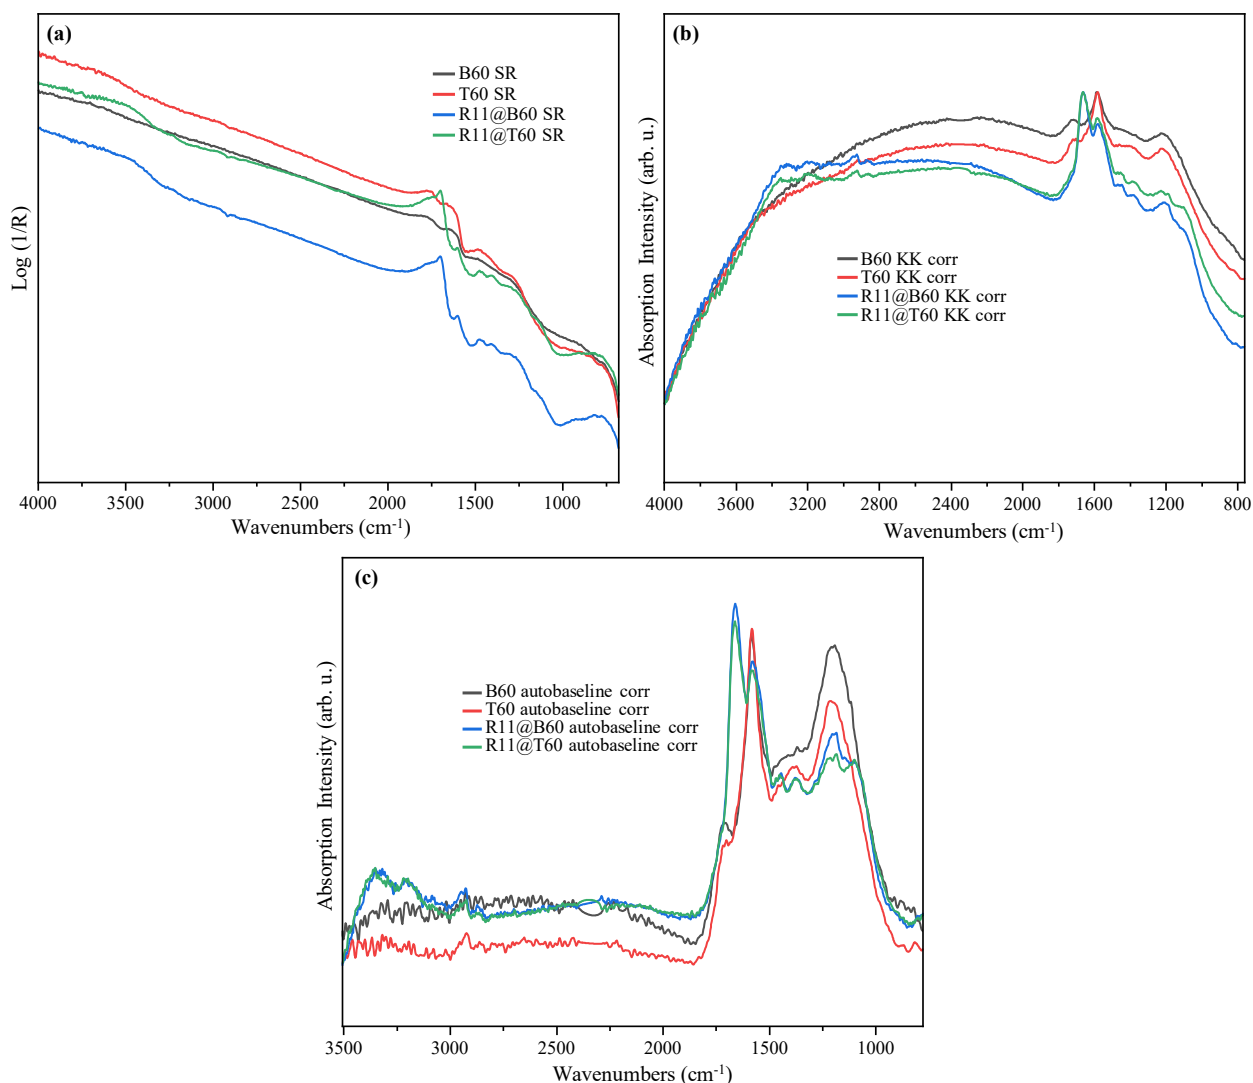 (a)
B60 SR
T60 SR
R11@B60 SR
R11@T60 SR
Log (1/R)
4000 3500 3000 2500 2000 1500 1000
Wavenumbers (cm⁻¹)
(b)
B60 KK corr
T60 KK corr
R11@B60 KK corr
R11@T60 KK corr
Absorption Intensity (arb. u.)
4000 3600 3200 2800 2400 2000 1600 1200 800
Wavenumbers (cm⁻¹)
(c)
B60 autobaseline corr
T60 autobaseline corr
R11@B60 autobaseline corr
R11@T60 autobaseline corr
Absorption Intensity (arb. u.)
3500 3000 2500 2000 1500 1000
Wavenumbers (cm⁻¹)